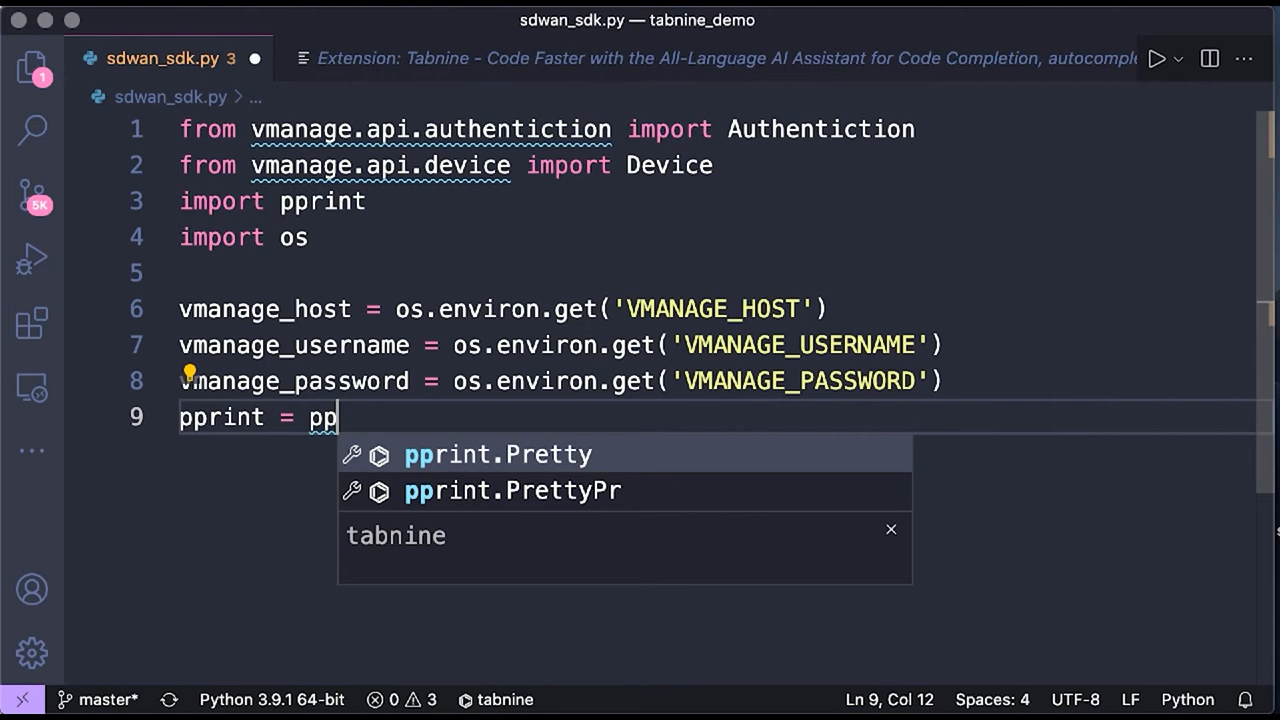 sdwan_sdk.py — tabnine_demo
sdwan_sdk.py 3
Extension: Tabnine - Code Faster with the All-Language AI Assistant for Code Completion, autocomple
sdwan_sdk.py > ...
1 from vmanage.api.authentiction import Authentiction
2 from vmanage.api.device import Device
3 import pprint
4 import os
5
6 vmanage_host = os.environ.get('VMANAGE_HOST')
7 vmanage_username = os.environ.get('VMANAGE_USERNAME')
8 vmanage_password = os.environ.get('VMANAGE_PASSWORD')
9 pprint = pp
pprint.Pretty
pprint.PrettyPr
tabnine
1
5K
master* Python 3.9.1 64-bit 0 3 tabnine Ln 9, Col 12 Spaces: 4 UTF-8 LF Python